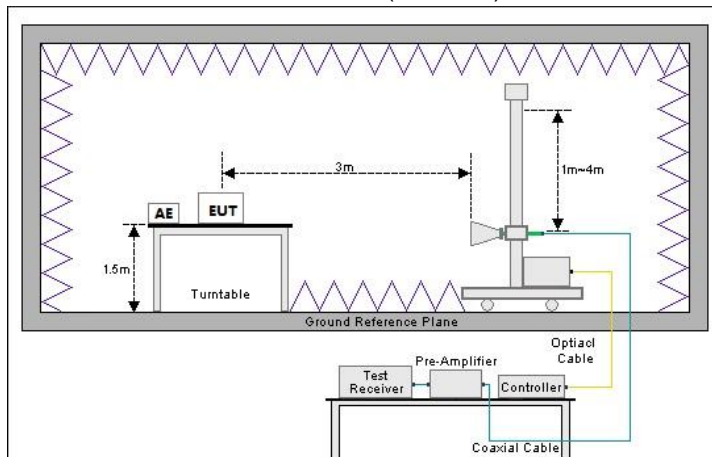 3m
1m~4m
AE
EUT
1.5m
Turntable
Ground Reference Plane
Optiacl
Cable
Pre-Amplifier
Test
Receiver
Controller
Coaxial Cable